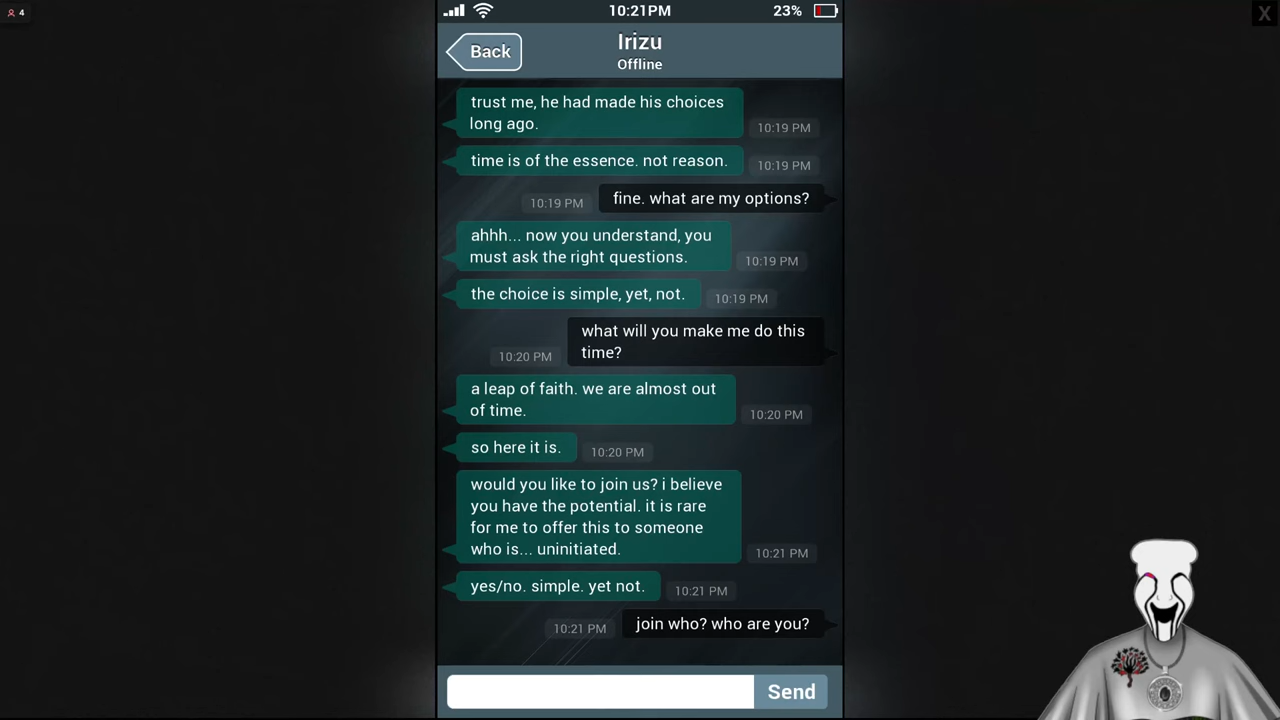 4
10:21PM
23%
X
Back
Irizu
Offline
trust me, he had made his choices
long ago.
10:19 PM
time is of the essence. not reason.
10:19 PM
10:19 PM
fine. what are my options?
ahhh... now you understand, you
must ask the right questions.
10:19 PM
the choice is simple, yet, not.
10:19 PM
what will you make me do this
time?
10:20 PM
a leap of faith. we are almost out
of time.
10:20 PM
so here it is.
10:20 PM
would you like to join us? i believe
you have the potential. it is rare
for me to offer this to someone
who is... uninitiated.
10:21 PM
yes/no. simple. yet not.
10:21 PM
10:21 PM
join who? who are you?
Send